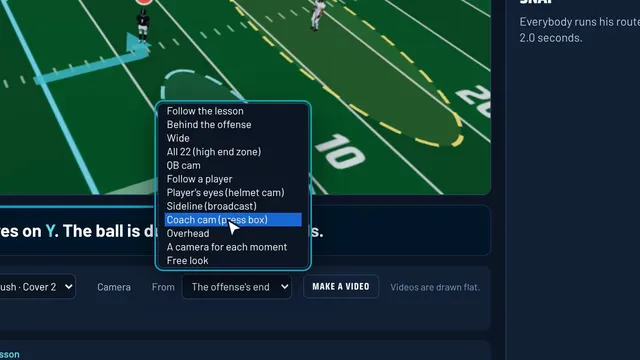 Everybody runs his route
2.0 seconds.
20
10
Follow the lesson
Behind the offense
Wide
All 22 (high end zone)
QB cam
Follow a player
Player's eyes (helmet cam)
Sideline (broadcast)
Coach cam (press box)
Overhead
A camera for each moment
Free look
es on Y. The ball is d s.
ush · Cover 2 Camera From The offense's end MAKE A VIDEO Videos are drawn flat.
sson